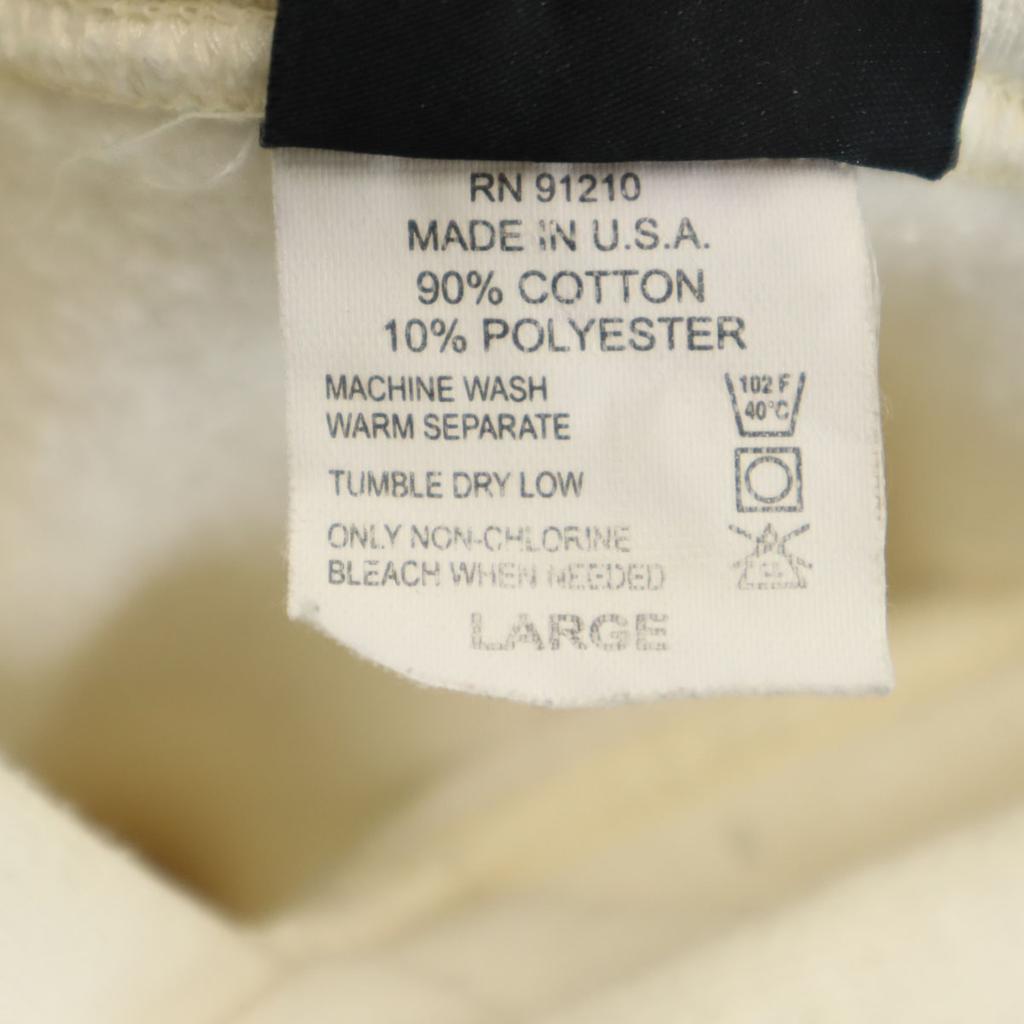 RN 91210
MADE IN U.S.A.
90% COTTON
10% POLYESTER
MACHINE WASH
WARM SEPARATE
102 F
40°C
TUMBLE DRY LOW
ONLY NON-CHLORINE
BLEACH WHEN NEEDED
CL
LARGE